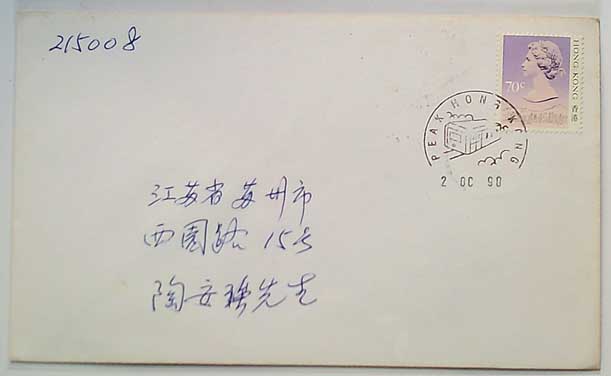 215008
HONG KONG 香港
70c
PEAK HONG KONG
2 OC 90
江苏省苏州市
西园路15号
陶安 先生